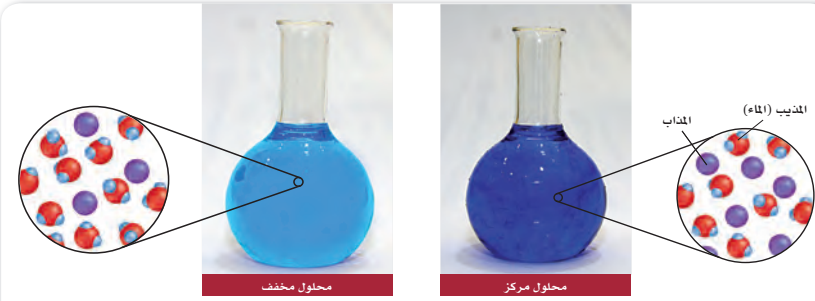 المذيب (الماء)
المذاب
محلول مركز
محلول مخفف